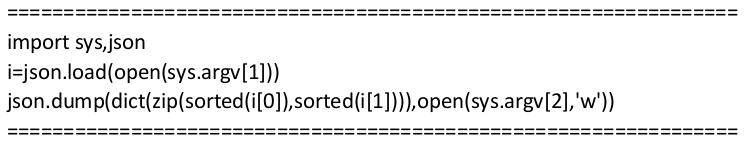 =================================================================
import sys,json
i=json.load(open(sys.argv[1]))
json.dump(dict(zip(sorted(i[0]),sorted(i[1]))),open(sys.argv[2],'w'))
=================================================================